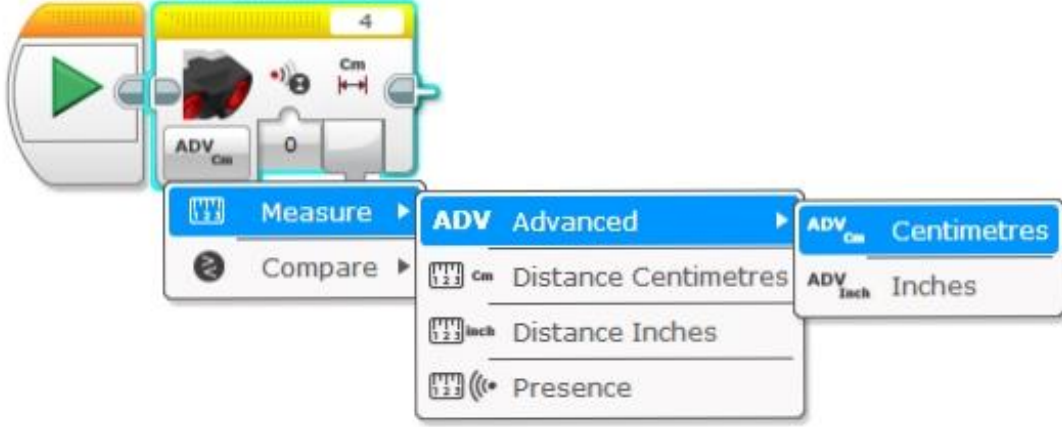 4
Cm
ADV Cm
0
Measure
Compare
ADV Advanced
Cm Distance Centimetres
inch Distance Inches
Presence
ADV Cm Centimetres
ADV Inch Inches